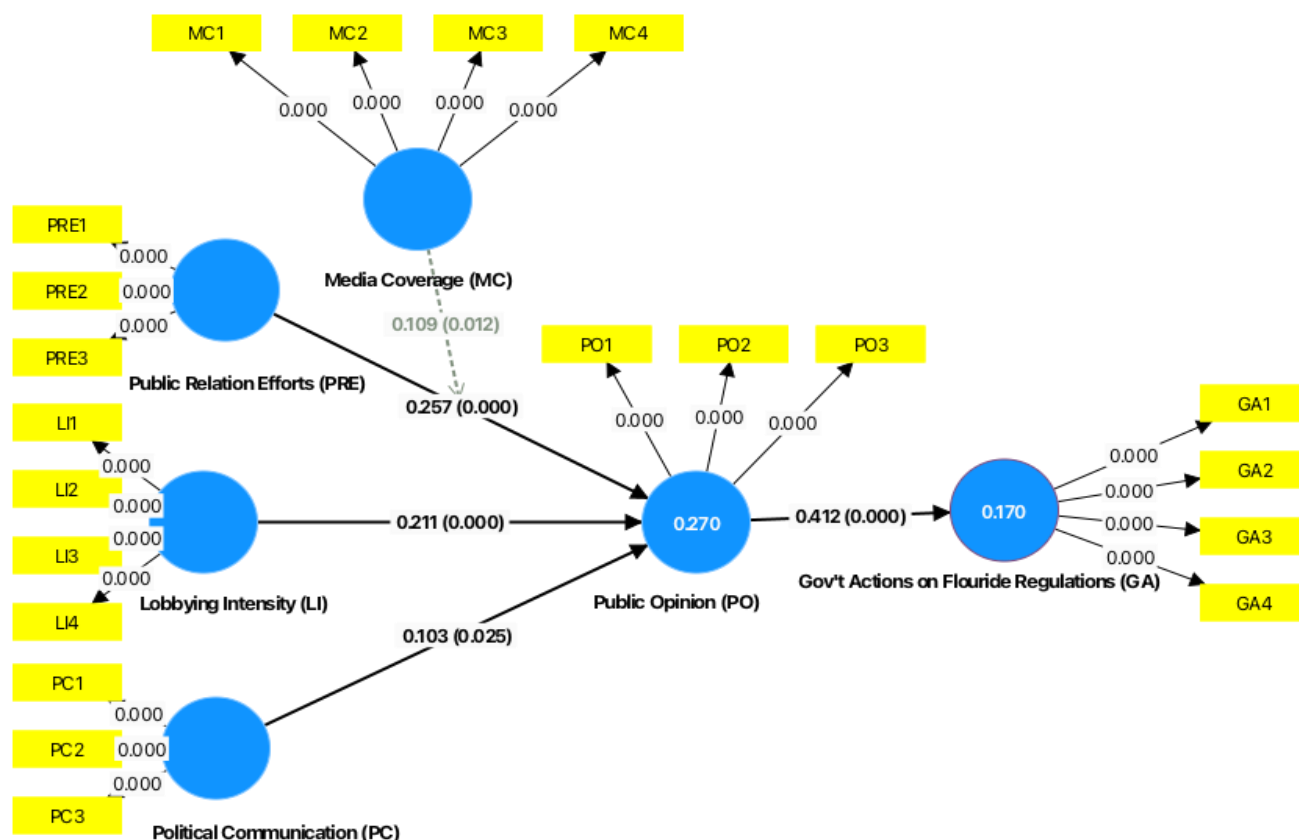 MC1 MC2 MC3 MC4
0.000 0.000 0.000 0.000
PRE1
0.000
PRE2 0.000
0.000
PRE3
Media Coverage (MC)
0.109 (0.012)
Public Relation Efforts (PRE)
0.257 (0.000)
PO1 PO2 PO3
0.000 0.000 0.000
LI1
0.000
LI2
0.000
0.000
LI3
0.000
LI4
Lobbying Intensity (LI)
0.211 (0.000)
0.270
Public Opinion (PO)
0.412 (0.000)
0.170
Gov't Actions on Flouride Regulations (GA)
GA1
0.000
GA2
0.000
0.000
GA3
0.000
GA4
0.103 (0.025)
PC1
0.000
PC2 0.000
0.000
PC3
Political Communication (PC)